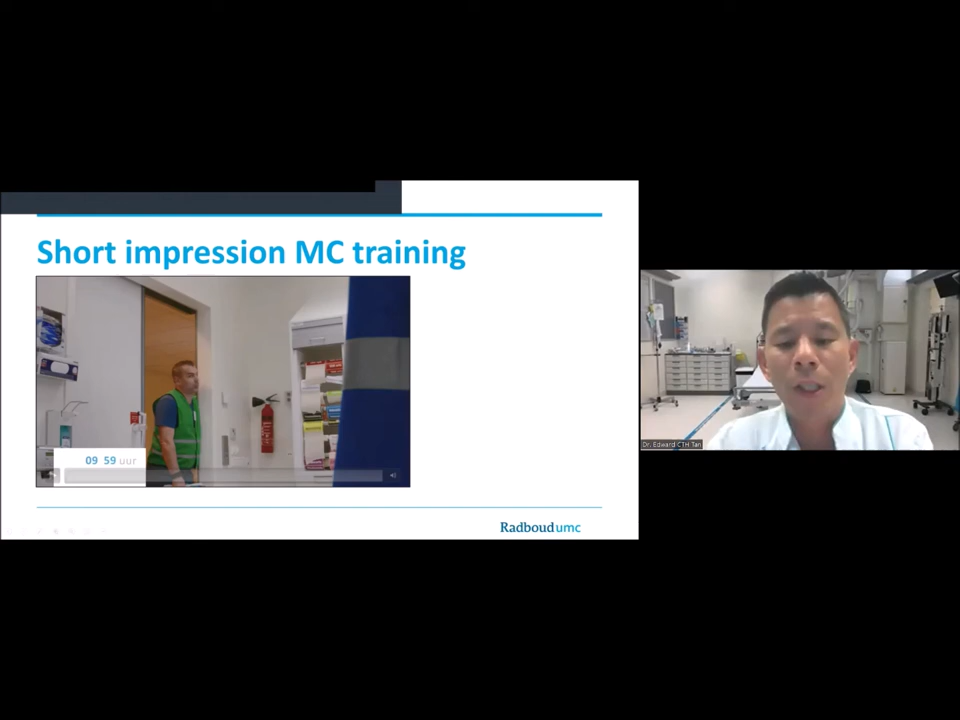 Short impression MC training
09 59 uur
Radboudumc
Dr. Edward CTH Tan